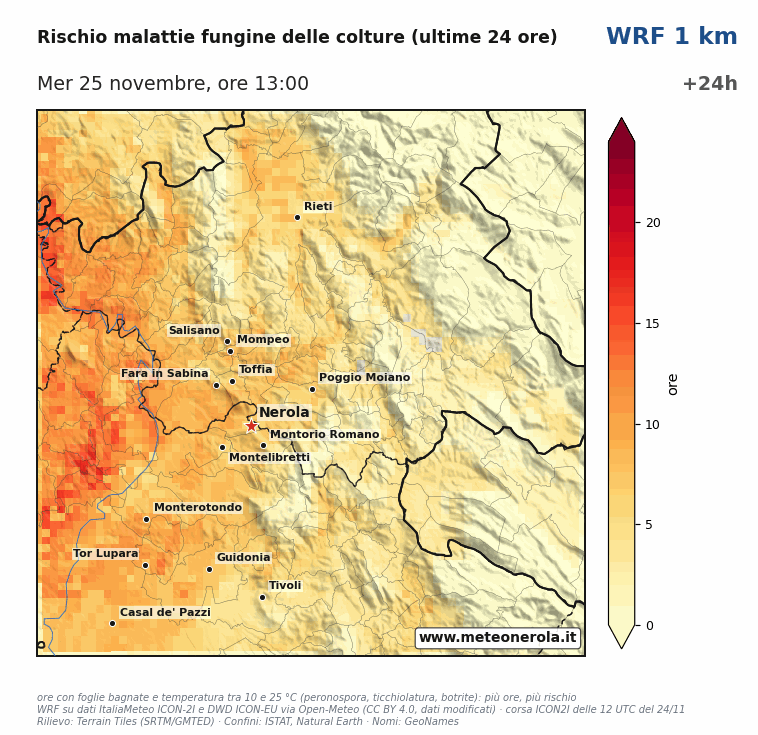 Rischio malattie fungine delle colture (ultime 24 ore)
WRF 1 km
Mer 25 novembre, ore 13:00
+24h
Rieti
Salisano
Mompeo
Toffia
Fara in Sabina
Poggio Moiano
Nerola
Montorio Romano
Montelibretti
Monterotondo
Tor Lupara
Guidonia
Tivoli
Casal de' Pazzi
www.meteonerola.it
20
15
10
5
0
ore
ore con foglie bagnate e temperatura tra 10 e 25 °C (peronospora, ticchiolatura, botrite): più ore, più rischio
WRF su dati ItaliaMeteo ICON-2I e DWD ICON-EU via Open-Meteo (CC BY 4.0, dati modificati) · corsa ICON2I delle 12 UTC del 24/11
Rilievo: Terrain Tiles (SRTM/GMTED) · Confini: ISTAT, Natural Earth · Nomi: GeoNames